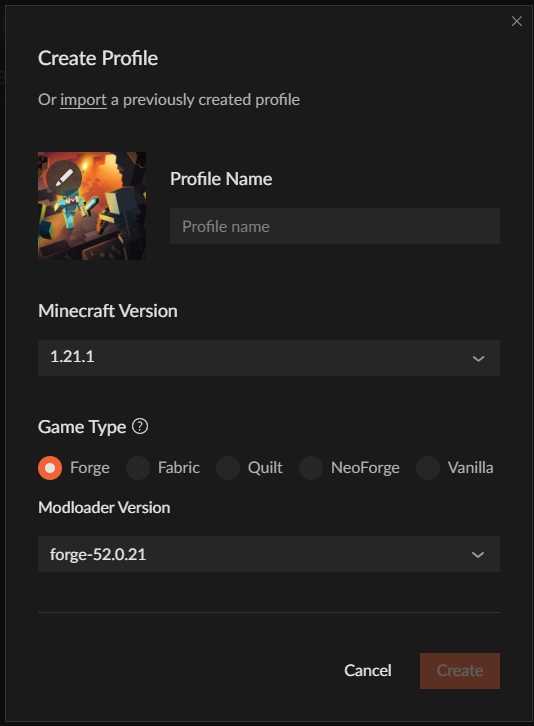 Create Profile
Or import a previously created profile
Profile Name
Profile name
Minecraft Version
1.21.1
Game Type ?
Forge Fabric Quilt NeoForge Vanilla
Modloader Version
forge-52.0.21
Cancel Create